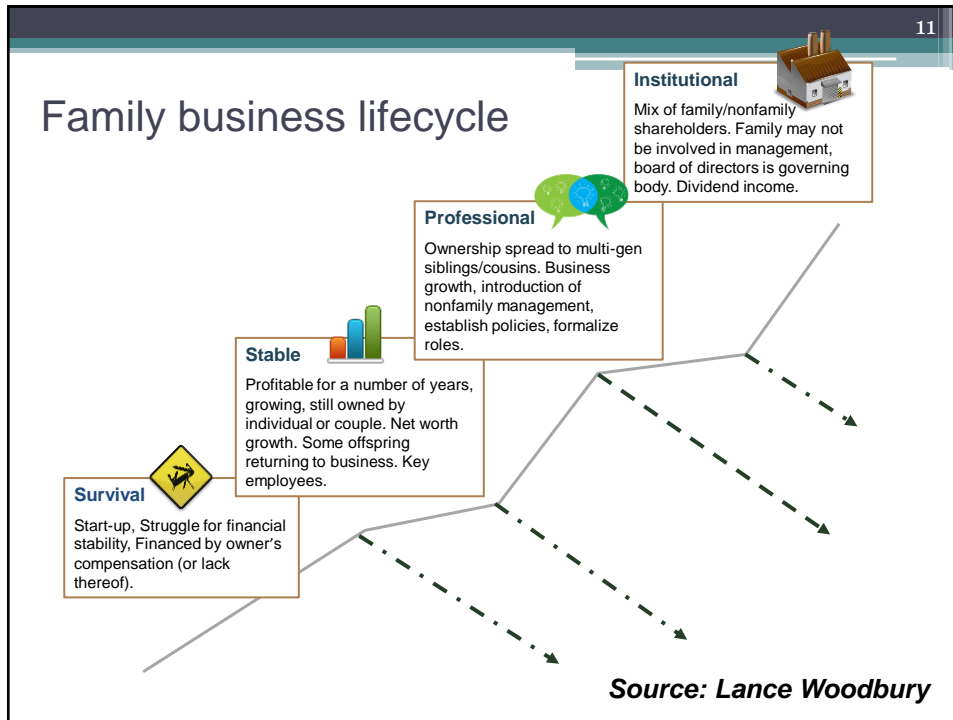 11
Family business lifecycle
Institutional
Mix of family/nonfamily
shareholders. Family may not
be involved in management,
board of directors is governing
body. Dividend income.
Professional
Ownership spread to multi-gen
siblings/cousins. Business
growth, introduction of
nonfamily management,
establish policies, formalize
roles.
Stable
Profitable for a number of years,
growing, still owned by
individual or couple. Net worth
growth. Some offspring
returning to business. Key
employees.
Survival
Start-up, Struggle for financial
stability, Financed by owner’s
compensation (or lack
thereof).
Source: Lance Woodbury